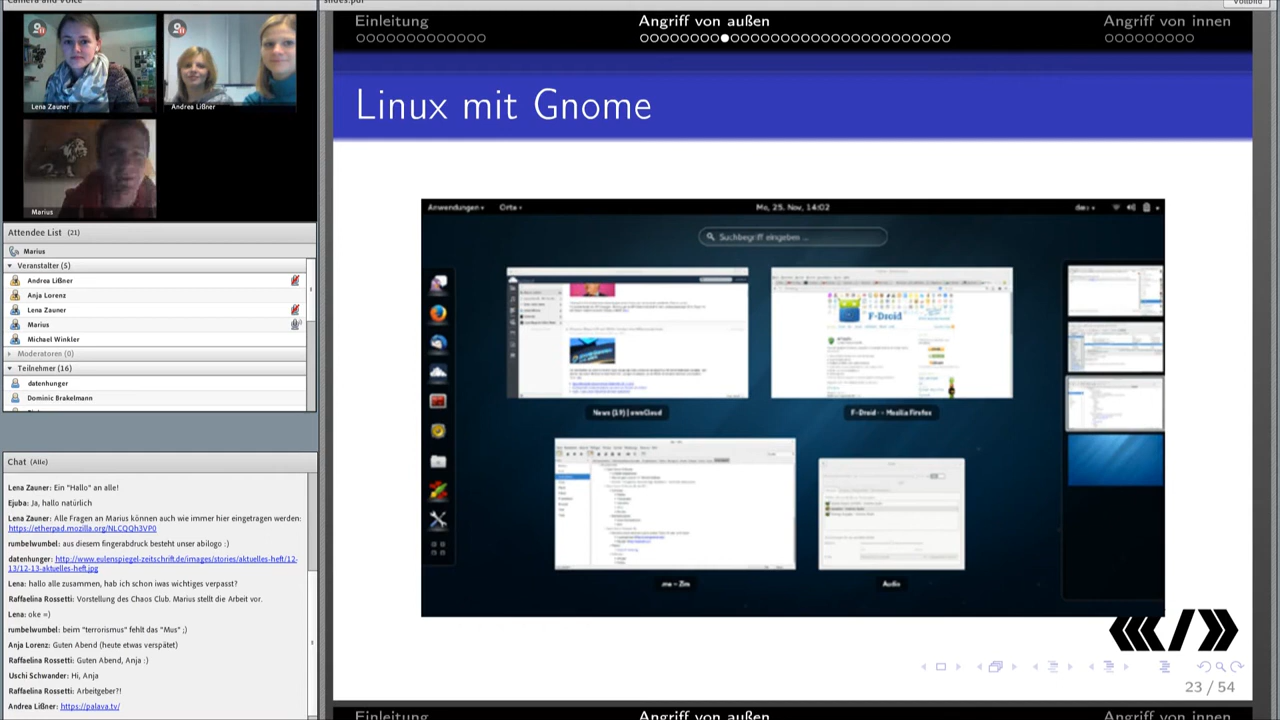 Camera and Voice
slides.pdf
Vollbild
Lena Zauner
Andrea Lißner
Marius
Attendee List (21)
Marius
Veranstalter (5)
Andrea Lißner
Anja Lorenz
Lena Zauner
Marius
Michael Winkler
Moderatoren (0)
Teilnehmer (16)
datenhunger
Dominic Brakelmann
Chat (Alle)
Lena Zauner: Ein "Hallo" an alle!
Ejuba: Ja, hallo natürlich
Lena Zauner: Alle Fragen an Marius können auch wie immer hier eingetragen werden:
https://etherpad.mozilla.org/NLCOQh3VP0
rumbelwumbel: aus diesem fingerabdruck besteht unser abilogo :)
datenhunger: http://www.eulenspiegel-zeitschrift.de/images/stories/aktuelles-heft/12-
13/12-13-aktuelles-heft.jpg
Lena: hallo alle zusammen, hab ich schon iwas wichtiges verpasst?
Raffaelina Rossetti: Vorstellung des Chaos Club. Marius stellt die Arbeit vor.
Lena: oke =)
rumbelwumbel: beim "terrorismus" fehlt das "Mus" ;)
Anja Lorenz: Guten Abend (heute etwas verspätet)
Raffaelina Rossetti: Guten Abend, Anja :)
Uschi Schwander: Hi, Anja
Raffaelina Rossetti: Arbeitgeber?!
Andrea Lißner: https://palava.tv/
Einleitung
Angriff von außen
Angriff von innen
Linux mit Gnome
Anwendungen
Orte
Mo, 25. Nov, 14:02
Suchbegriff eingeben ...
F-Droid
News (19) | ownCloud
F-Droid - Mozilla Firefox
Audio
23 / 54
Einleitung
Angriff von außen
Angriff von innen